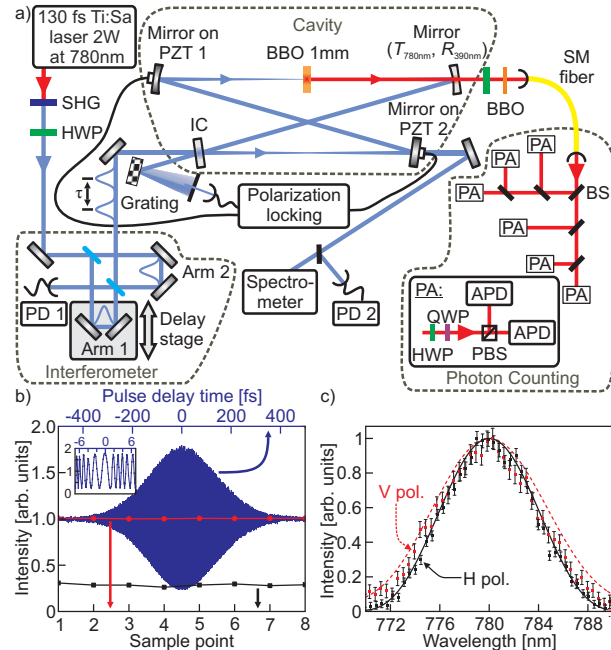 a)
130 fs Ti:Sa
laser 2W
at 780nm
SHG
HWP
Mirror on
PZT 1
Cavity
BBO 1mm
Mirror
(T780nm, R390nm)
SM
fiber
BBO
IC
Mirror on
PZT 2
τ
Grating
Polarization
locking
PA
PA
PA
BS
PA
PA
PA
Arm 2
PD 1
Arm 1
Delay
stage
Interferometer
Spectro-
meter
PD 2
PA:
APD
QWP
APD
HWP
PBS
Photon Counting
b)
Pulse delay time [fs]
-400 -200 0 200 400
Intensity [arb. units]
2.0
1.5
1.0
0.5
0
2
1
0
-6 0 6
1 2 3 4 5 6 7 8
Sample point
c)
Intensity [arb. units]
1
0.8
0.6
0.4
0.2
0
V pol.
H pol.
772 776 780 784 788
Wavelength [nm]